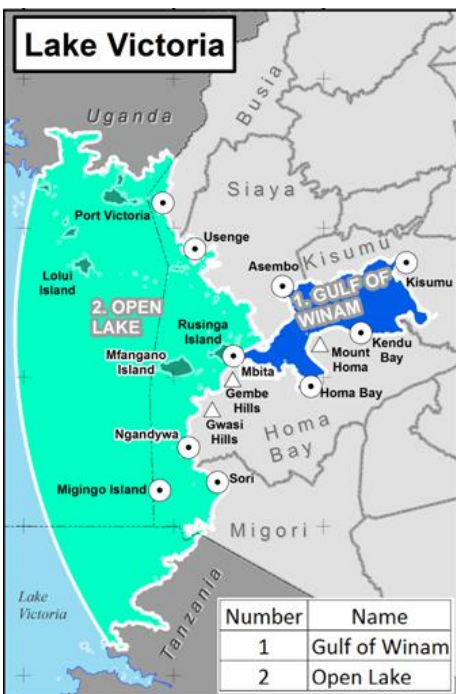 Lake Victoria
Uganda
Busia
Siaya
Port Victoria
Usenge
Kisumu
Asembo
Kisumu
Lolui
Island
1. GULF OF
WINAM
2. OPEN
LAKE
Rusinga
Island
Mfangano
Island
Mbita
Kendu
Bay
Mount
Homa
Gembe
Hills
Homa Bay
Gwasi
Hills
Homa
Bay
Ngandywa
Sori
Migingo Island
Migori
Lake
Victoria
Tanzania
Number Name
1 Gulf of Winam
2 Open Lake